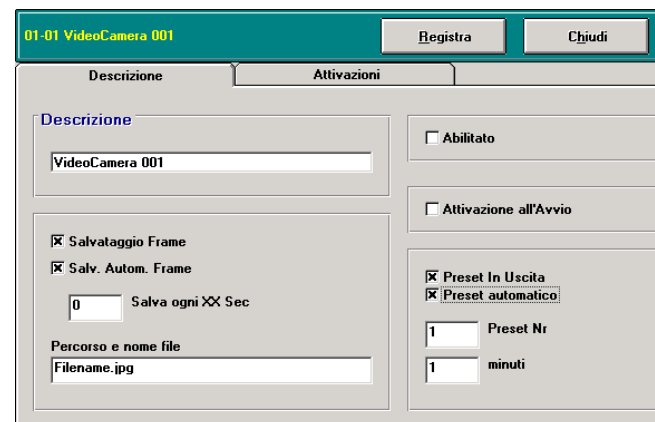 01-01 VideoCamera 001
Registra
Chiudi
Descrizione
Attivazioni
Descrizione
VideoCamera 001
Abilitato
Attivazione all'Avvio
Salvataggio Frame
Salv. Autom. Frame
0 Salva ogni XX Sec
Percorso e nome file
Filename.jpg
Preset In Uscita
Preset automatico
1 Preset Nr
1 minuti